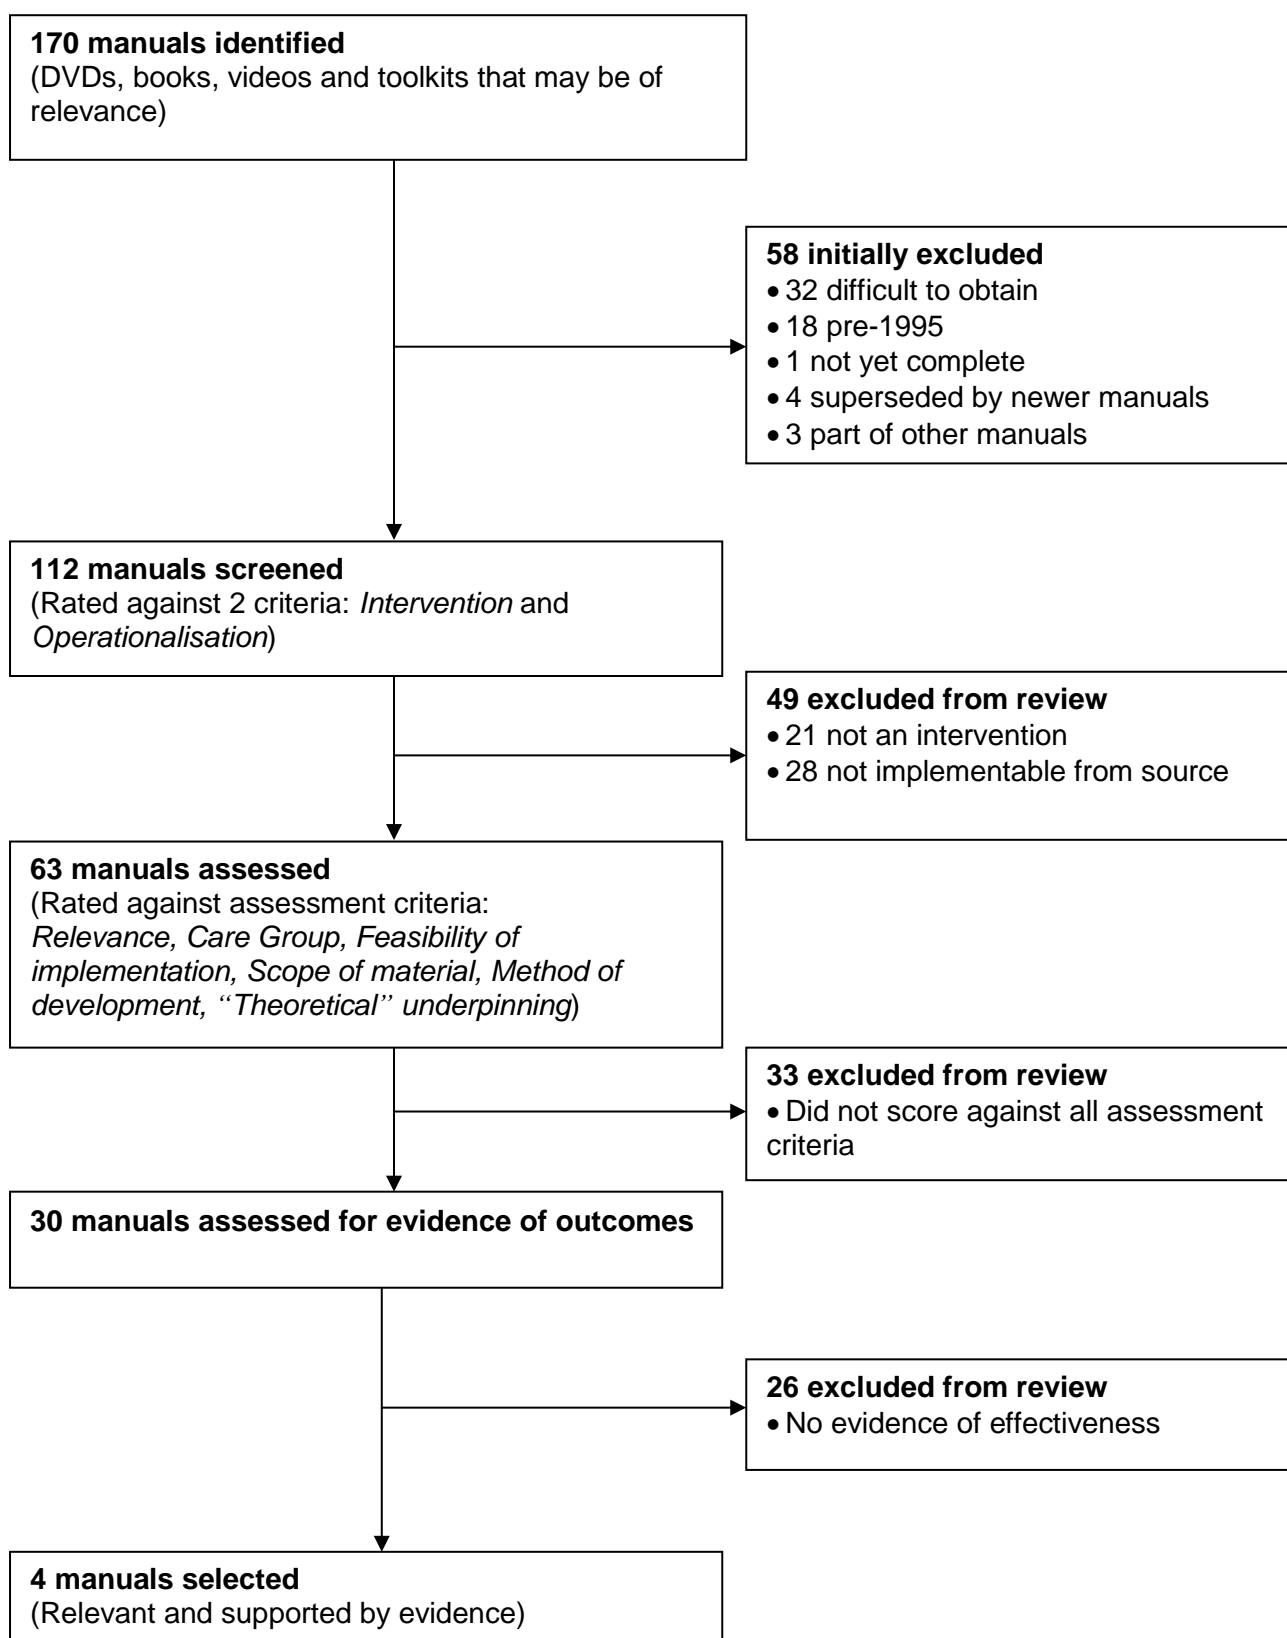 170 manuals identified
(DVDs, books, videos and toolkits that may be of
relevance)
58 initially excluded
• 32 difficult to obtain
• 18 pre-1995
• 1 not yet complete
• 4 superseded by newer manuals
• 3 part of other manuals
112 manuals screened
(Rated against 2 criteria: Intervention and
Operationalisation)
49 excluded from review
• 21 not an intervention
• 28 not implementable from source
63 manuals assessed
(Rated against assessment criteria:
Relevance, Care Group, Feasibility of
implementation, Scope of material, Method of
development, “Theoretical” underpinning)
33 excluded from review
• Did not score against all assessment
criteria
30 manuals assessed for evidence of outcomes
26 excluded from review
• No evidence of effectiveness
4 manuals selected
(Relevant and supported by evidence)